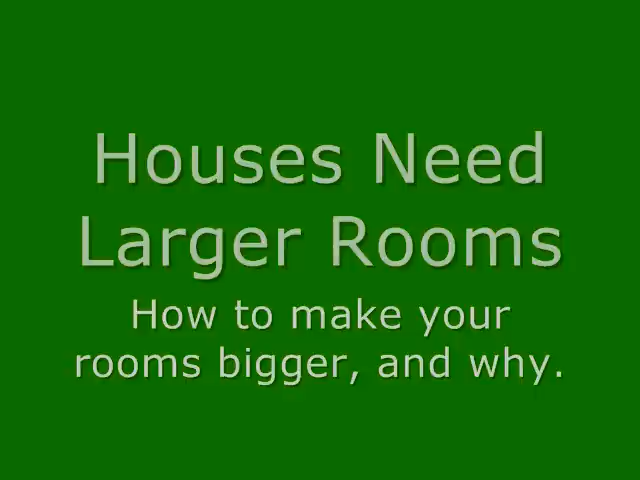 Houses Need
Larger Rooms
How to make your
rooms bigger, and why.